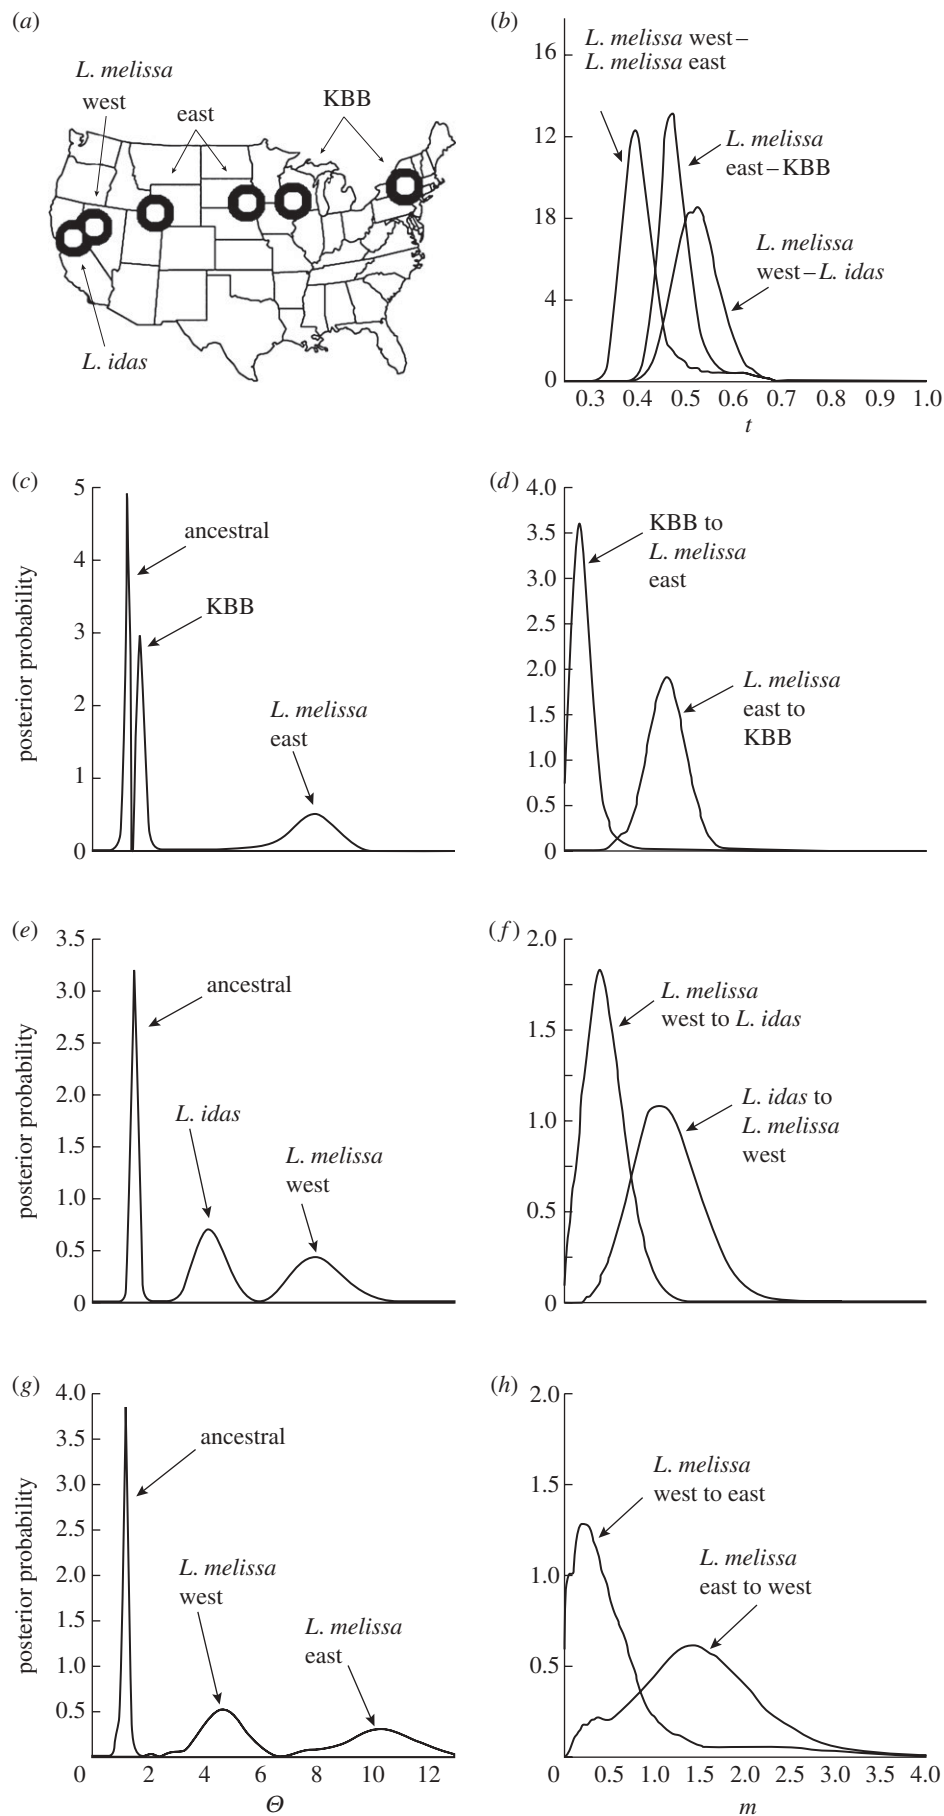 (a)
L. melissa
west
east
KBB
L. idas
(b)
16
12
18
4
0
L. melissa west–
L. melissa east
L. melissa
east–KBB
L. melissa
west–L. idas
0.3 0.4 0.5 0.6 0.7 0.8 0.9 1.0
t
(c)
posterior probability
5
4
3
2
1
0
ancestral
KBB
L. melissa
east
(d)
4.0
3.5
3.0
2.5
2.0
1.5
1.0
0.5
0
KBB to
L. melissa
east
L. melissa
east to
KBB
(e)
posterior probability
3.5
3.0
2.5
2.0
1.5
1.0
0.5
0
ancestral
L. idas
L. melissa
west
(f)
2.0
1.5
1.0
0.5
0
L. melissa
west to L. idas
L. idas to
L. melissa
west
(g)
posterior probability
4.0
3.5
3.0
2.5
2.0
1.5
1.0
0.5
0
ancestral
L. melissa
west
L. melissa
east
2 4 6 8 10 12
Θ
(h)
2.0
1.5
1.0
0.5
L. melissa
west to east
L. melissa
east to west
0 0.5 1.0 1.5 2.0 2.5 3.0 3.5 4.0
m